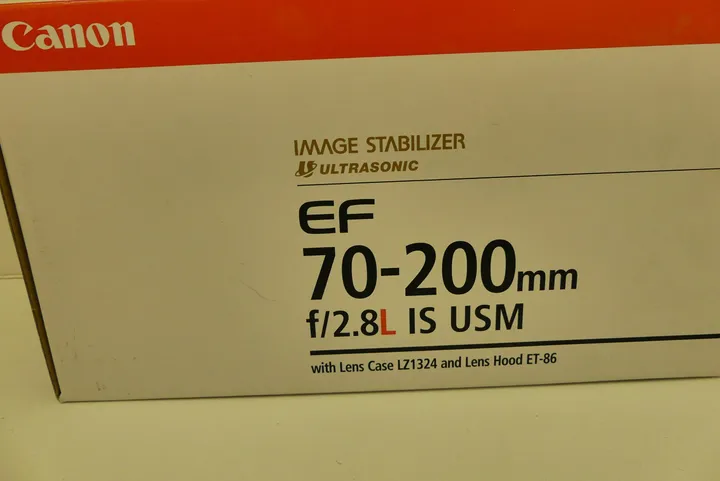 Canon
IMAGE STABILIZER
ULTRASONIC
EF
70-200mm
f/2.8L IS USM
with Lens Case LZ1324 and Lens Hood ET-86